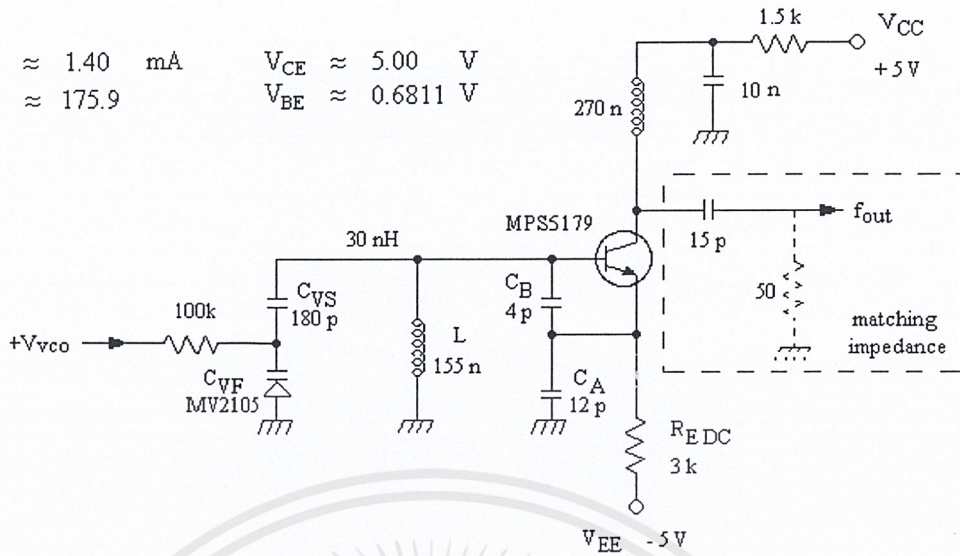 ≈ 1.40 mA
≈ 175.9
V_CE ≈ 5.00 V
V_BE ≈ 0.6811 V
1.5 k
V_CC
+5 V
10 n
270 n
MPS5179
15 p
f_out
50
matching
impedance
30 nH
C_VS
180 p
100k
+V_vco
C_VF
MV2105
L
155 n
C_B
4 p
C_A
12 p
R_E DC
3 k
V_EE - 5 V